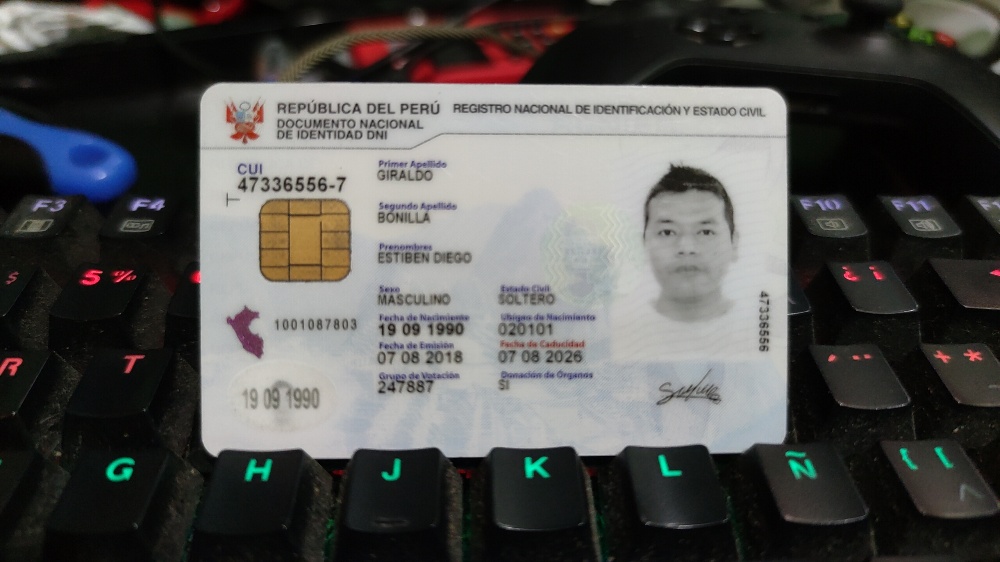 REPÚBLICA DEL PERÚ REGISTRO NACIONAL DE IDENTIFICACIÓN Y ESTADO CIVIL
DOCUMENTO NACIONAL
DE IDENTIDAD DNI
CUI
47336556-7
Primer Apellido
GIRALDO
Segundo Apellido
BONILLA
Prenombres
ESTIBEN DIEGO
Sexo Estado Civil
MASCULINO SOLTERO
Fecha de Nacimiento Ubigeo de Nacimiento
19 09 1990 020101
Fecha de Emisión Fecha de Caducidad
07 08 2018 07 08 2026
Grupo de Votación Donación de Órganos
247887 SI
1001087803
19 09 1990
47336556
F3 F4 F10 F11
$ 5 % ¿ ¡
R T ¨ + *
G H J K L Ñ { [ ^